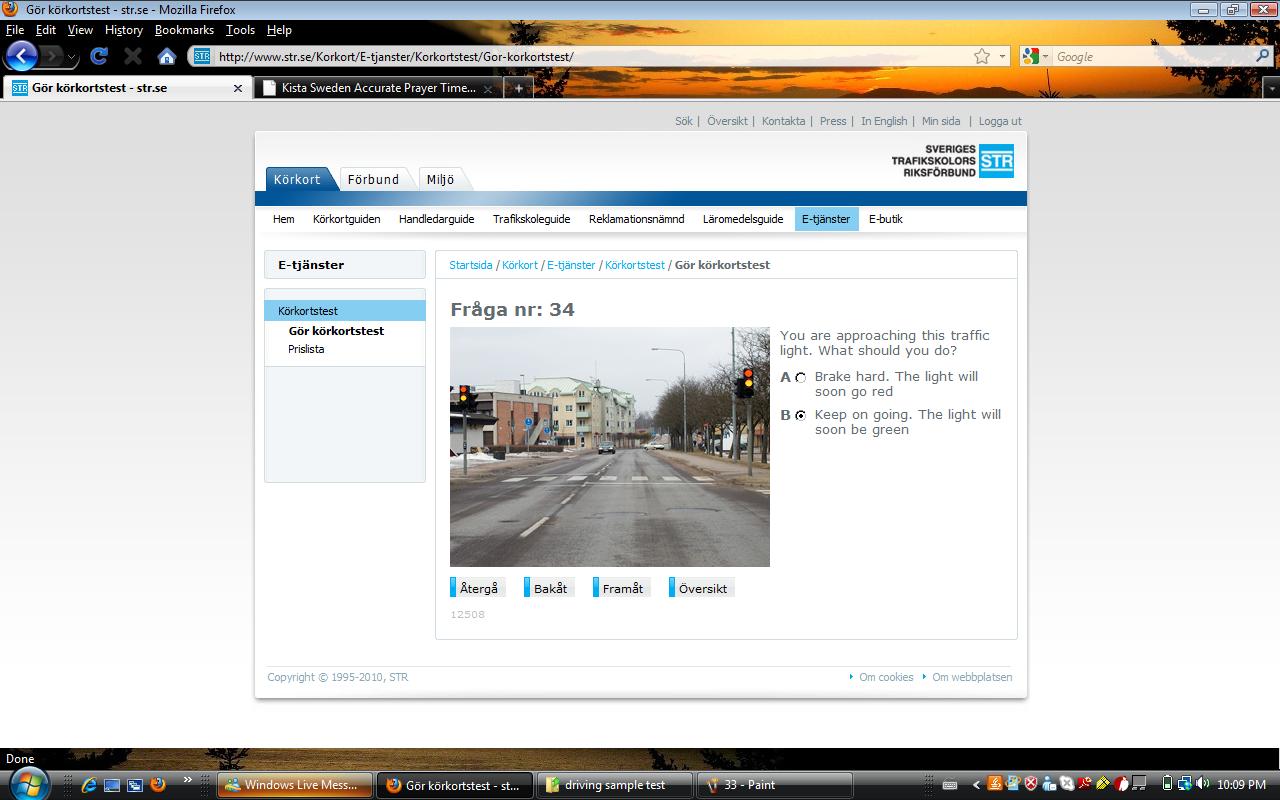 Gör körkortstest - str.se - Mozilla Firefox
File Edit View History Bookmarks Tools Help
http://www.str.se/Korkort/E-tjanster/Korkortstest/Gor-korkortstest/
Google
Gör körkortstest - str.se
Kista Sweden Accurate Prayer Time...
Sök | Översikt | Kontakta | Press | In English | Min sida | Logga ut
SVERIGES
TRAFIKSKOLORS
RIKSFÖRBUND
STR
Körkort Förbund Miljö
Hem Körkortguiden Handledarguide Trafikskoleguide Reklamationsnämnd Läromedelsguide E-tjänster E-butik
E-tjänster
Körkortstest
Gör körkortstest
Prislista
Startsida / Körkort / E-tjänster / Körkortstest / Gör körkortstest
Fråga nr: 34
You are approaching this traffic
light. What should you do?
A Brake hard. The light will
soon go red
B Keep on going. The light will
soon be green
Återgå Bakåt Framåt Översikt
12508
Copyright © 1995-2010, STR
Om cookies Om webbplatsen
Done
Windows Live Mess...
Gör körkortstest - st...
driving sample test
33 - Paint
10:09 PM